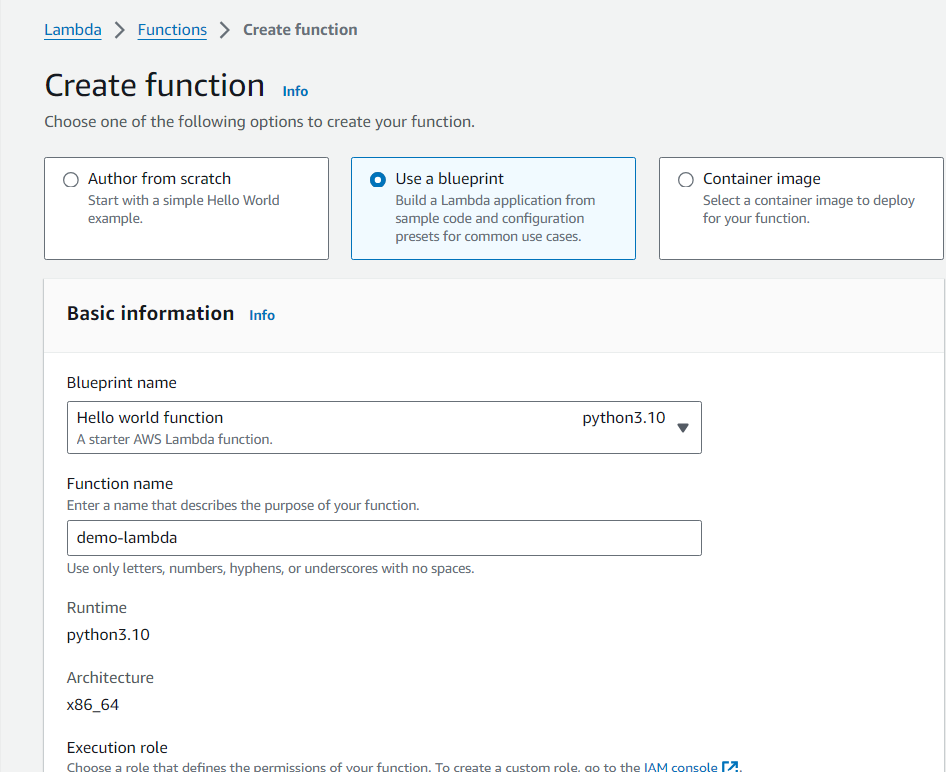 Lambda > Functions > Create function
Create function Info
Choose one of the following options to create your function.
Author from scratch
Start with a simple Hello World
example.
Use a blueprint
Build a Lambda application from
sample code and configuration
presets for common use cases.
Container image
Select a container image to deploy
for your function.
Basic information Info
Blueprint name
Hello world function python3.10
A starter AWS Lambda function.
Function name
Enter a name that describes the purpose of your function.
demo-lambda
Use only letters, numbers, hyphens, or underscores with no spaces.
Runtime
python3.10
Architecture
x86_64
Execution role
Choose a role that defines the permissions of your function. To create a custom role, go to the IAM console.